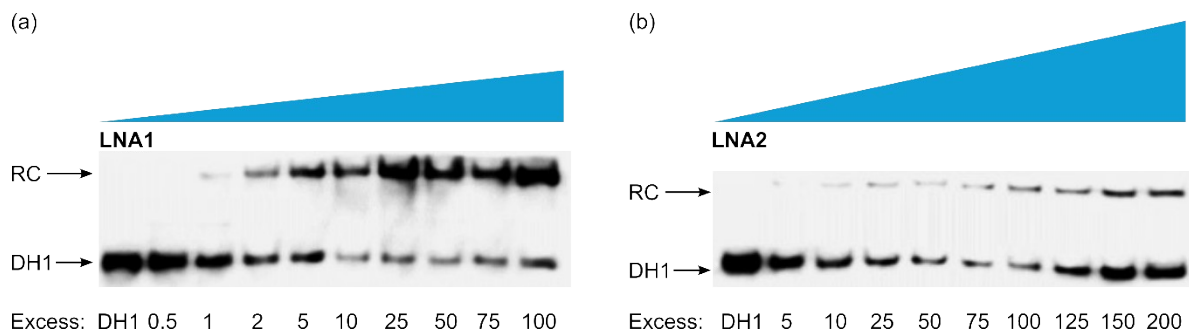 (a)
LNA1
RC
DH1
Excess: DH1 0.5 1 2 5 10 25 50 75 100
(b)
LNA2
RC
DH1
Excess: DH1 5 10 25 50 75 100 125 150 200